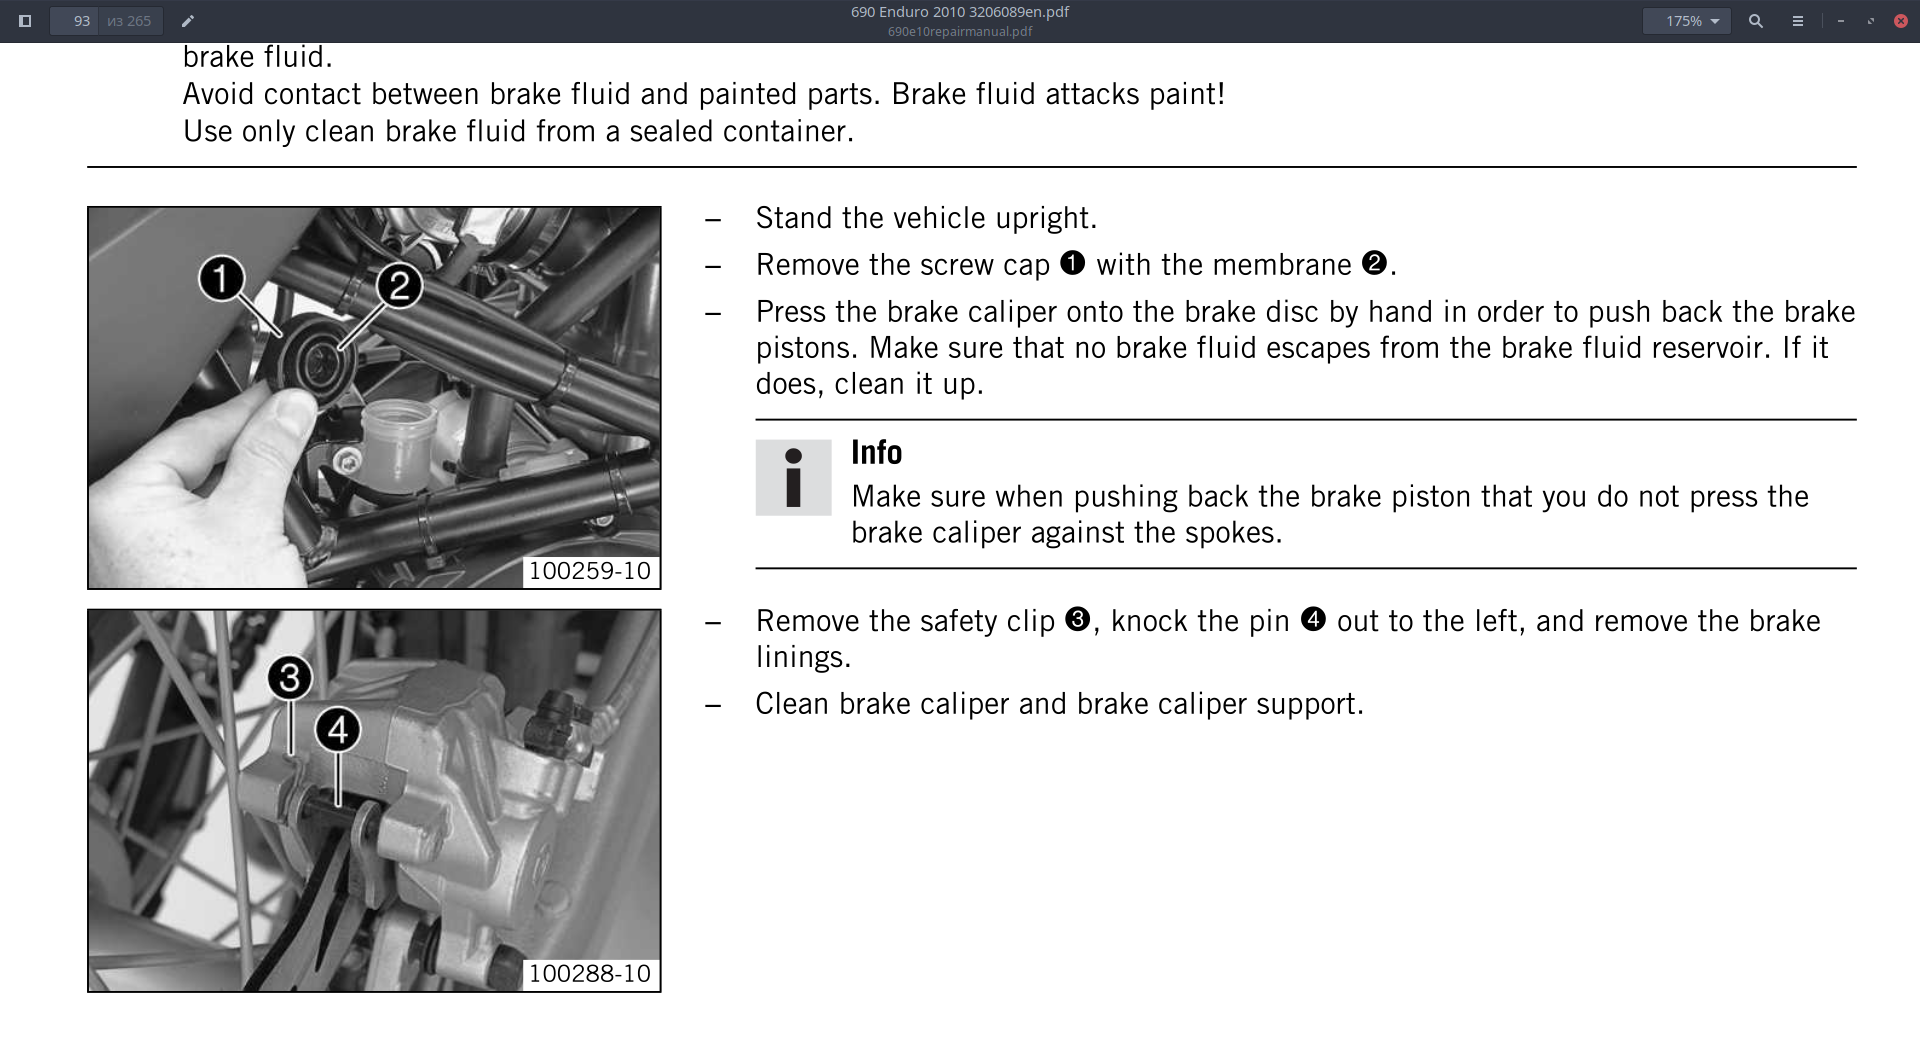 93 из 265
690 Enduro 2010 3206089en.pdf
690e10repairmanual.pdf
175%
brake fluid.
Avoid contact between brake fluid and painted parts. Brake fluid attacks paint!
Use only clean brake fluid from a sealed container.
1
2
100259-10
– Stand the vehicle upright.
– Remove the screw cap ❶ with the membrane ❷.
– Press the brake caliper onto the brake disc by hand in order to push back the brake
pistons. Make sure that no brake fluid escapes from the brake fluid reservoir. If it
does, clean it up.
Info
Make sure when pushing back the brake piston that you do not press the
brake caliper against the spokes.
3
4
100288-10
– Remove the safety clip ❸, knock the pin ❹ out to the left, and remove the brake
linings.
– Clean brake caliper and brake caliper support.